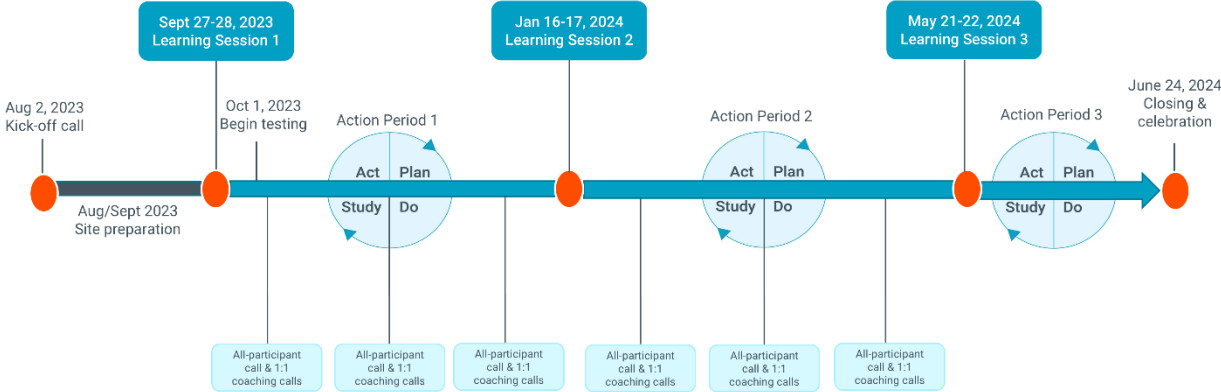 Sept 27-28, 2023
Learning Session 1
Jan 16-17, 2024
Learning Session 2
May 21-22, 2024
Learning Session 3
Aug 2, 2023
Kick-off call
Oct 1, 2023
Begin testing
Action Period 1
Action Period 2
Action Period 3
June 24, 2024
Closing &
celebration
Act Plan
Study Do
Act Plan
Study Do
Act Plan
Study Do
Aug/Sept 2023
Site preparation
All-participant
call & 1:1
coaching calls
All-participant
call & 1:1
coaching calls
All-participant
call & 1:1
coaching calls
All-participant
call & 1:1
coaching calls
All-participant
call & 1:1
coaching calls
All-participant
call & 1:1
coaching calls